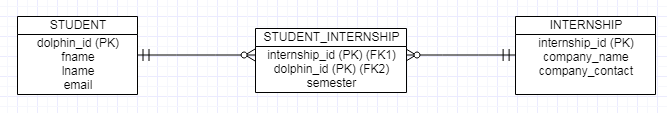 STUDENT
dolphin_id (PK)
fname
lname
email
STUDENT_INTERNSHIP
internship_id (PK) (FK1)
dolphin_id (PK) (FK2)
semester
INTERNSHIP
internship_id (PK)
company_name
company_contact